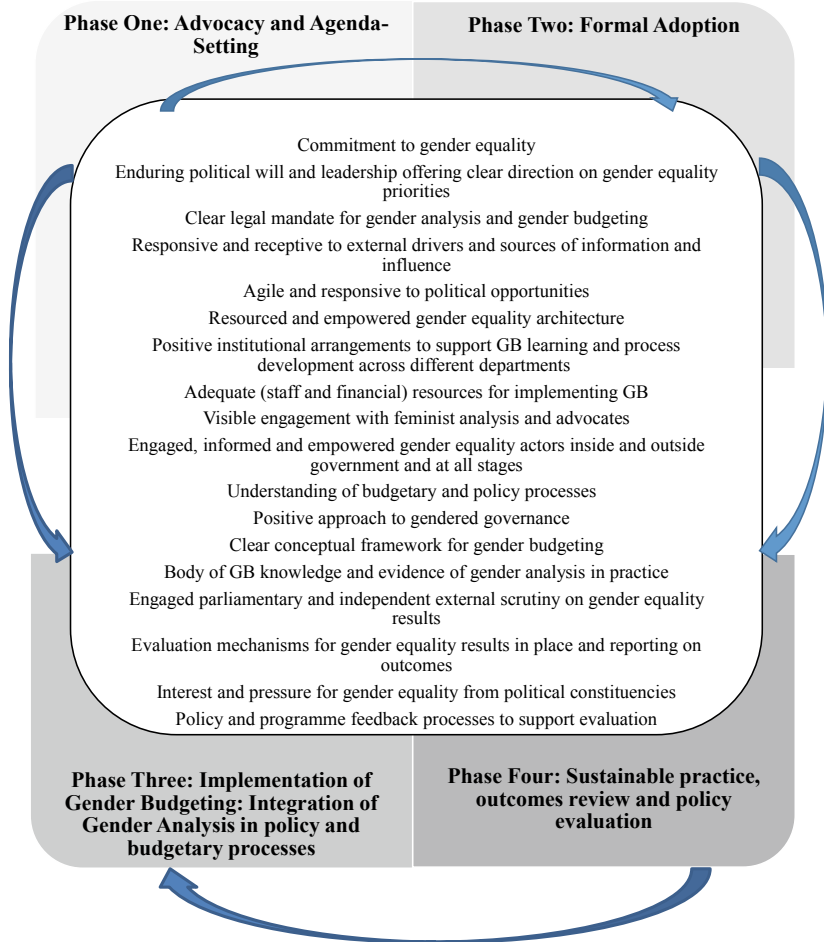 Phase One: Advocacy and Agenda-
Setting
Phase Two: Formal Adoption
Commitment to gender equality
Enduring political will and leadership offering clear direction on gender equality
priorities
Clear legal mandate for gender analysis and gender budgeting
Responsive and receptive to external drivers and sources of information and
influence
Agile and responsive to political opportunities
Resourced and empowered gender equality architecture
Positive institutional arrangements to support GB learning and process
development across different departments
Adequate (staff and financial) resources for implementing GB
Visible engagement with feminist analysis and advocates
Engaged, informed and empowered gender equality actors inside and outside
government and at all stages
Understanding of budgetary and policy processes
Positive approach to gendered governance
Clear conceptual framework for gender budgeting
Body of GB knowledge and evidence of gender analysis in practice
Engaged parliamentary and independent external scrutiny on gender equality
results
Evaluation mechanisms for gender equality results in place and reporting on
outcomes
Interest and pressure for gender equality from political constituencies
Policy and programme feedback processes to support evaluation
Phase Three: Implementation of
Gender Budgeting: Integration of
Gender Analysis in policy and
budgetary processes
Phase Four: Sustainable practice,
outcomes review and policy
evaluation